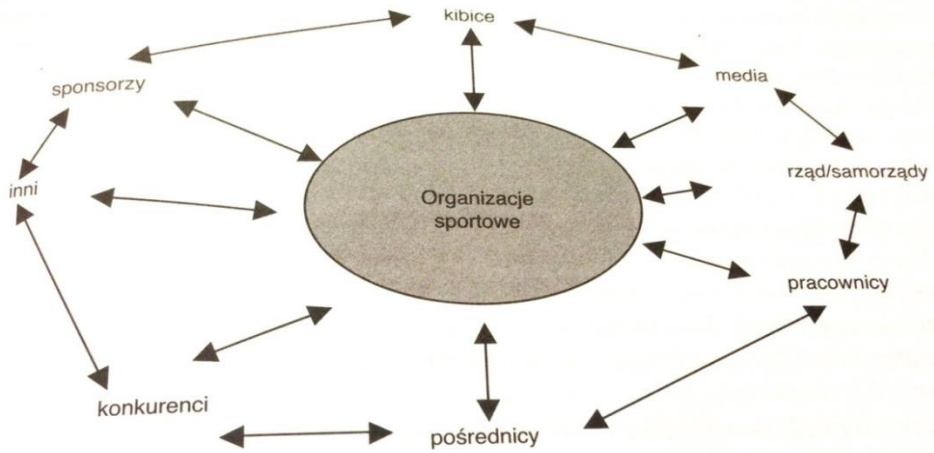 kibice
sponsorzy
media
inni
rząd/samorządy
Organizacje
sportowe
pracownicy
konkurenci
pośrednicy